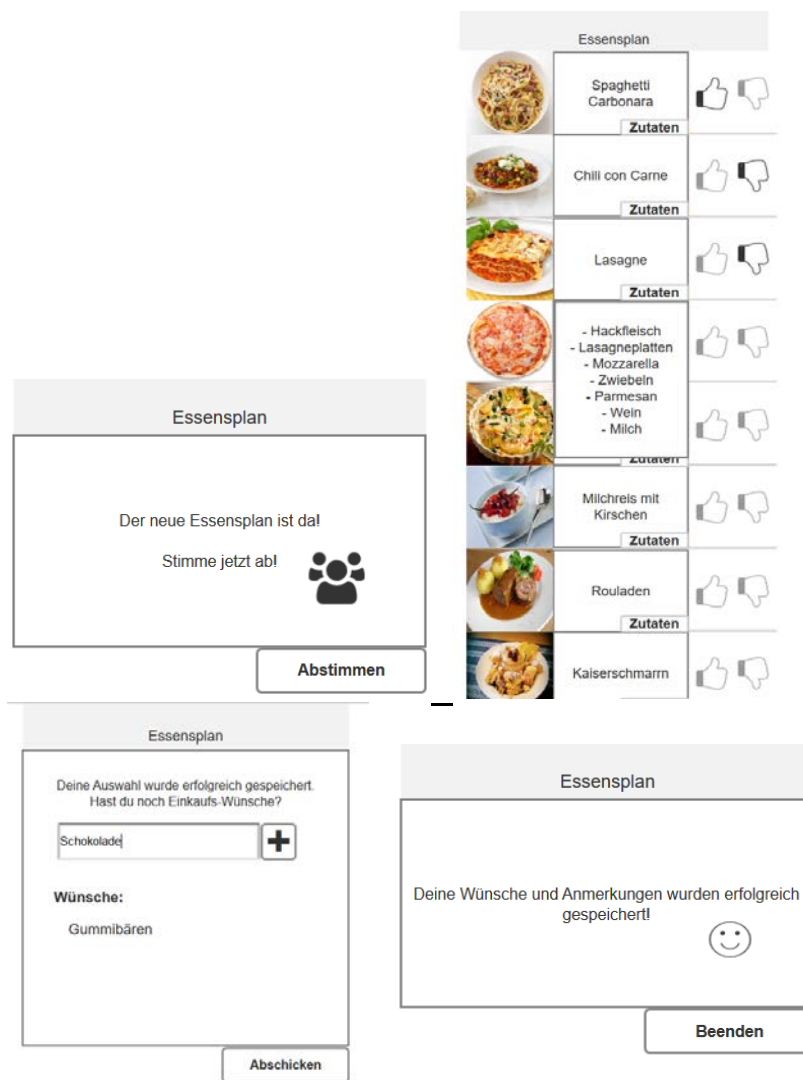 Essensplan
Der neue Essensplan ist da!
Stimme jetzt ab!
Abstimmen
Essensplan
Spaghetti
Carbonara
Zutaten
Chili con Carne
Zutaten
Lasagne
Zutaten
- Hackfleisch
- Lasagneplatten
- Mozzarella
- Zwiebeln
- Parmesan
- Wein
- Milch
Zutaten
Milchreis mit
Kirschen
Zutaten
Rouladen
Zutaten
Kaiserschmarrn
Essensplan
Deine Auswahl wurde erfolgreich gespeichert.
Hast du noch Einkaufs-Wünsche?
Schokolade
Wünsche:
Gummibären
Abschicken
Essensplan
Deine Wünsche und Anmerkungen wurden erfolgreich
gespeichert!
Beenden